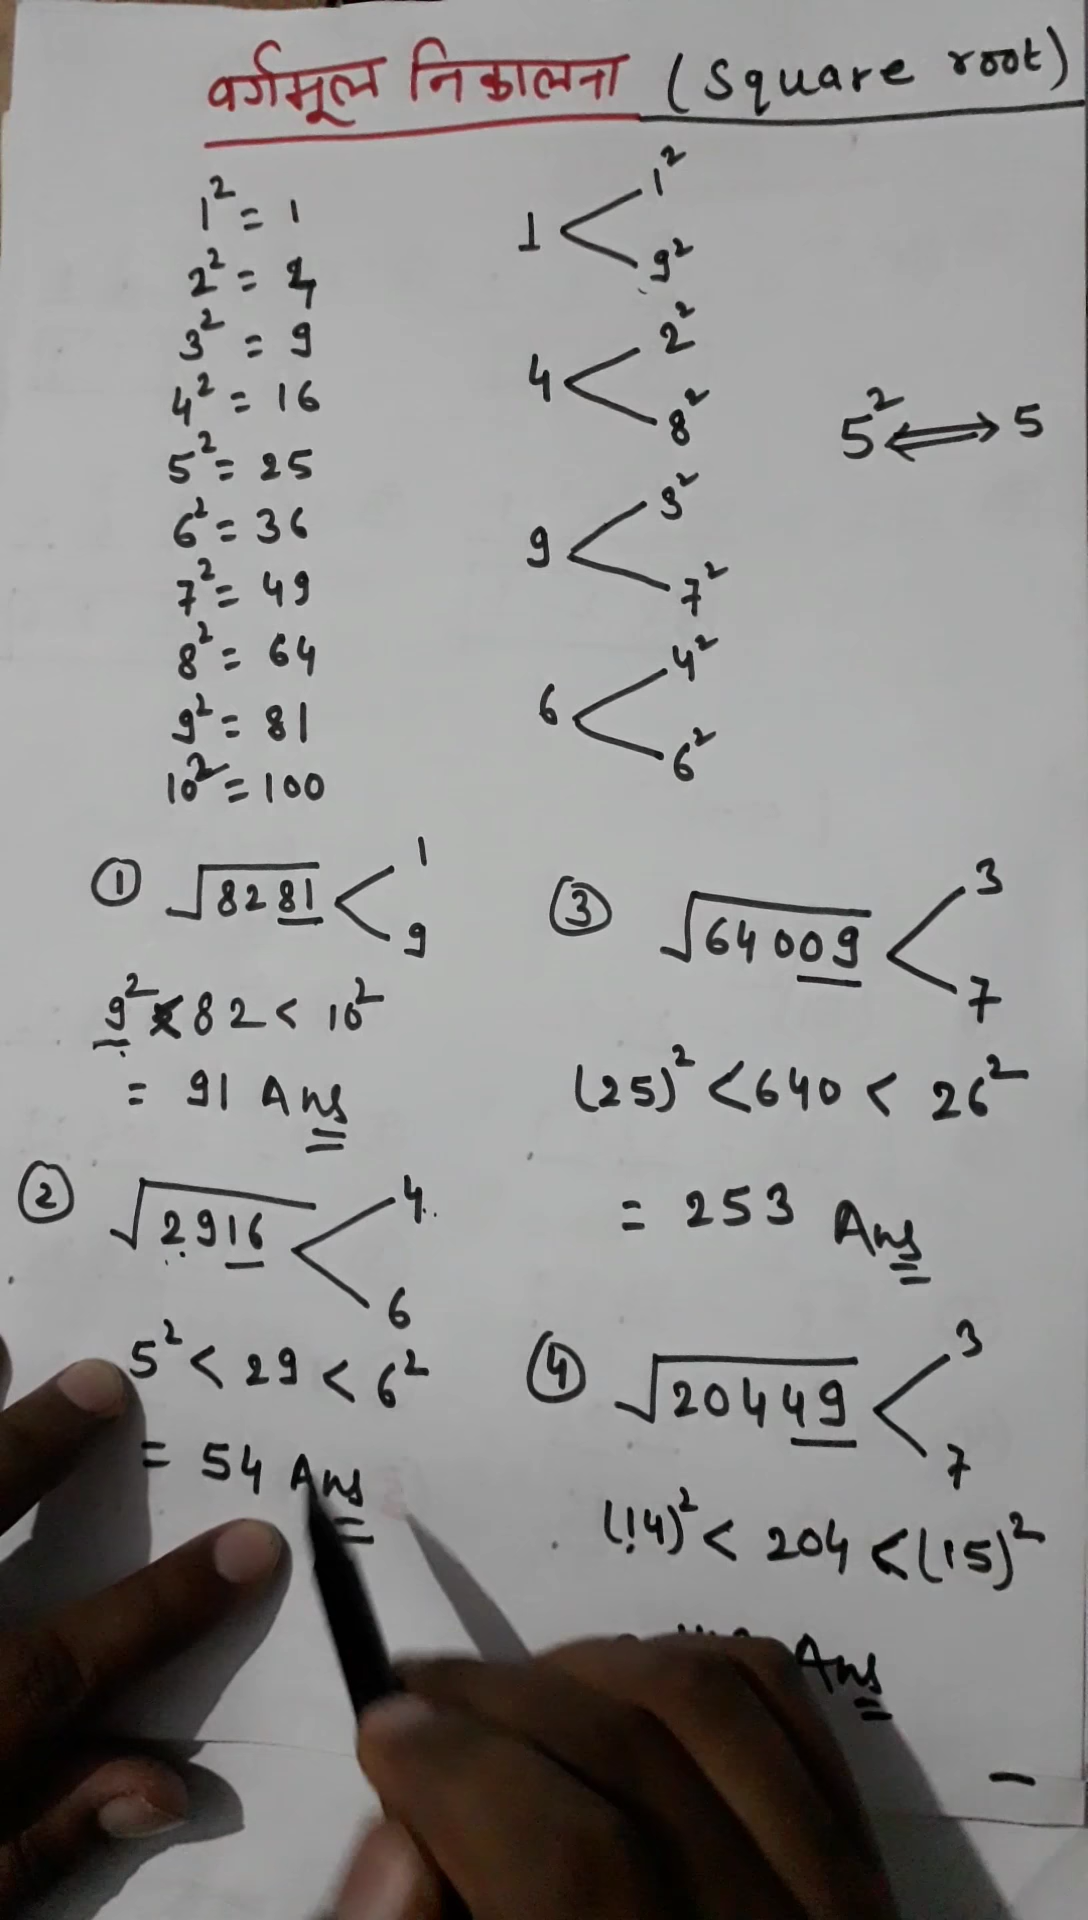 वर्गमूल निकालना (Square root)
1² = 1
2² = 4
3² = 9
4² = 16
5² = 25
6² = 36
7² = 49
8² = 64
9² = 81
10² = 100
1 < 1²
9²
4 < 2²
8²
9 < 3²
7²
6 < 4²
6²
5² ⟺ 5
① √8281 < 1
9
9² < 82 < 10²
= 91 Ans
② √2916 < 4
6
5² < 29 < 6²
= 54 Ans
③ √64009 < 3
7
(25)² < 640 < 26²
= 253 Ans
④ √20449 < 3
7
(14)² < 204 < (15)²
Ans